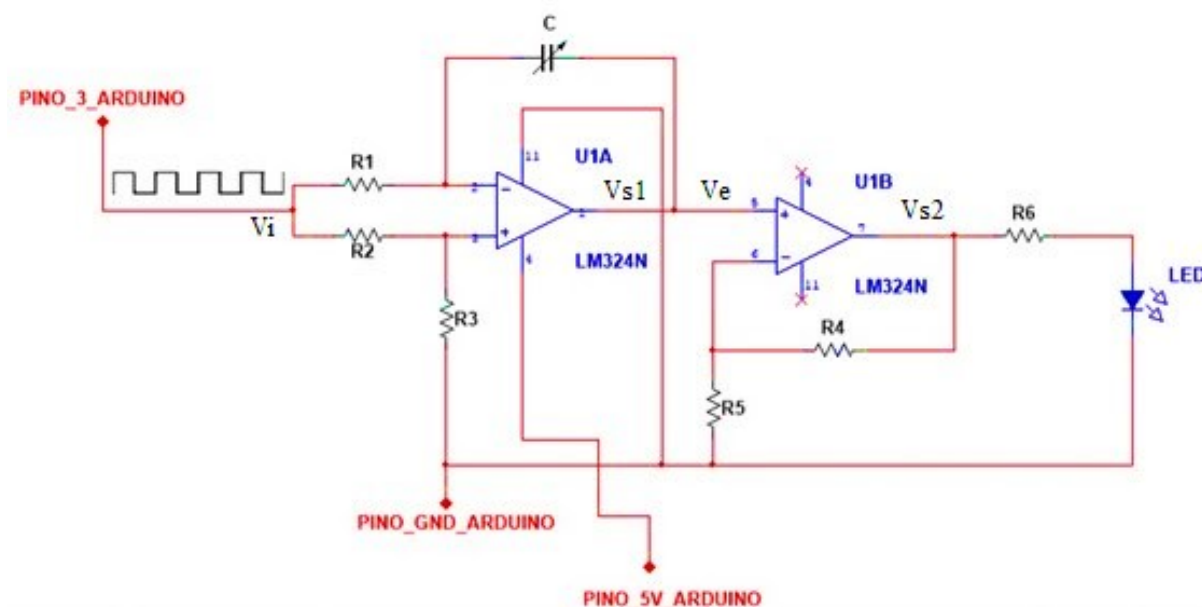 C
PINO_3_ARDUINO
R1
11
U1A
4
U1B
2
Vs1
Ve
5
Vs2
R6
Vi
1
7
R2
3
4
LM324N
6
11
LM324N
LED
R3
R4
R5
PINO_GND_ARDUINO
PINO_5V_ARDUINO